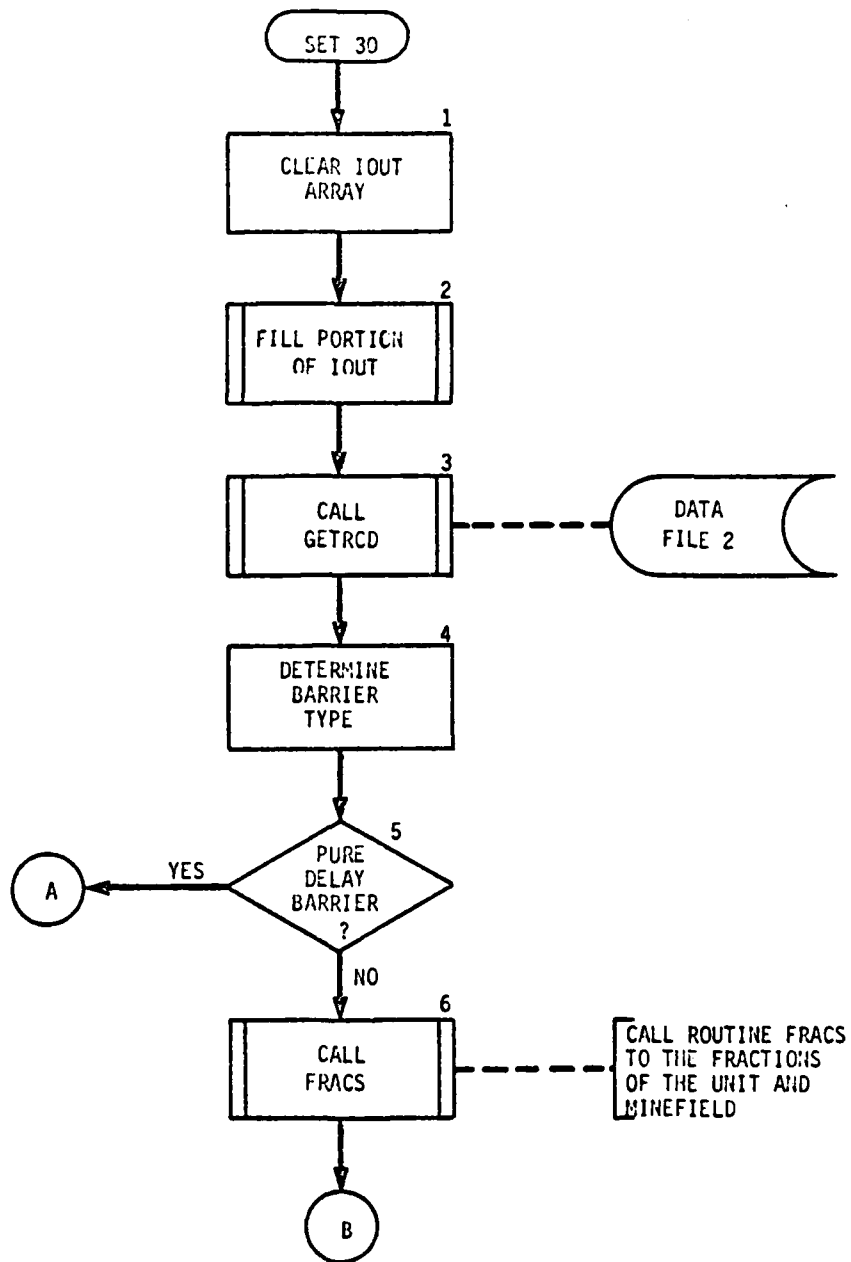 SET 30
1
CLEAR IOUT
ARRAY
2
FILL PORTION
OF IOUT
3
CALL
GETRCD
DATA
FILE 2
4
DETERMINE
BARRIER
TYPE
5
PURE
DELAY
BARRIER
?
YES
A
NO
6
CALL
FRACS
CALL ROUTINE FRACS
TO THE FRACTIONS
OF THE UNIT AND
MINEFIELD
B